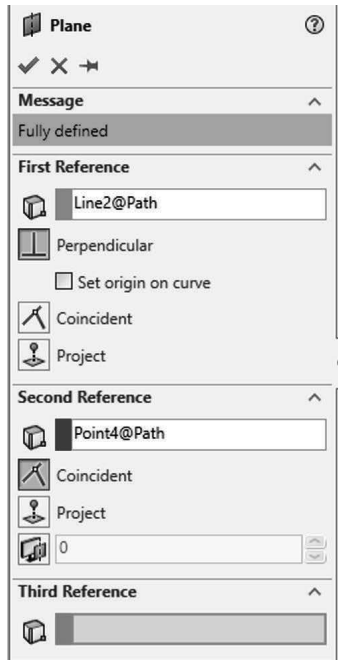 Plane
Message
Fully defined
First Reference
Line2@Path
Perpendicular
Set origin on curve
Coincident
Project
Second Reference
Point4@Path
Coincident
Project
0
Third Reference